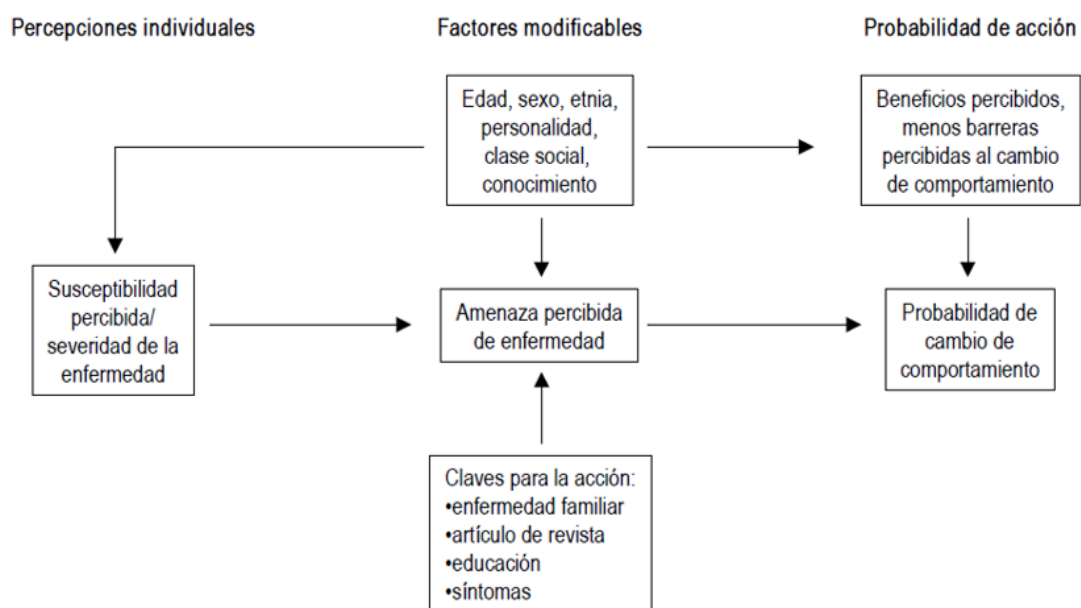 Percepciones individuales
Factores modificables
Probabilidad de acción
Edad, sexo, etnia,
personalidad,
clase social,
conocimiento
Beneficios percibidos,
menos barreras
percibidas al cambio
de comportamiento
Susceptibilidad
percibida/
severidad de la
enfermedad
Amenaza percibida
de enfermedad
Probabilidad de
cambio de
comportamiento
Claves para la acción:
•enfermedad familiar
•artículo de revista
•educación
•síntomas